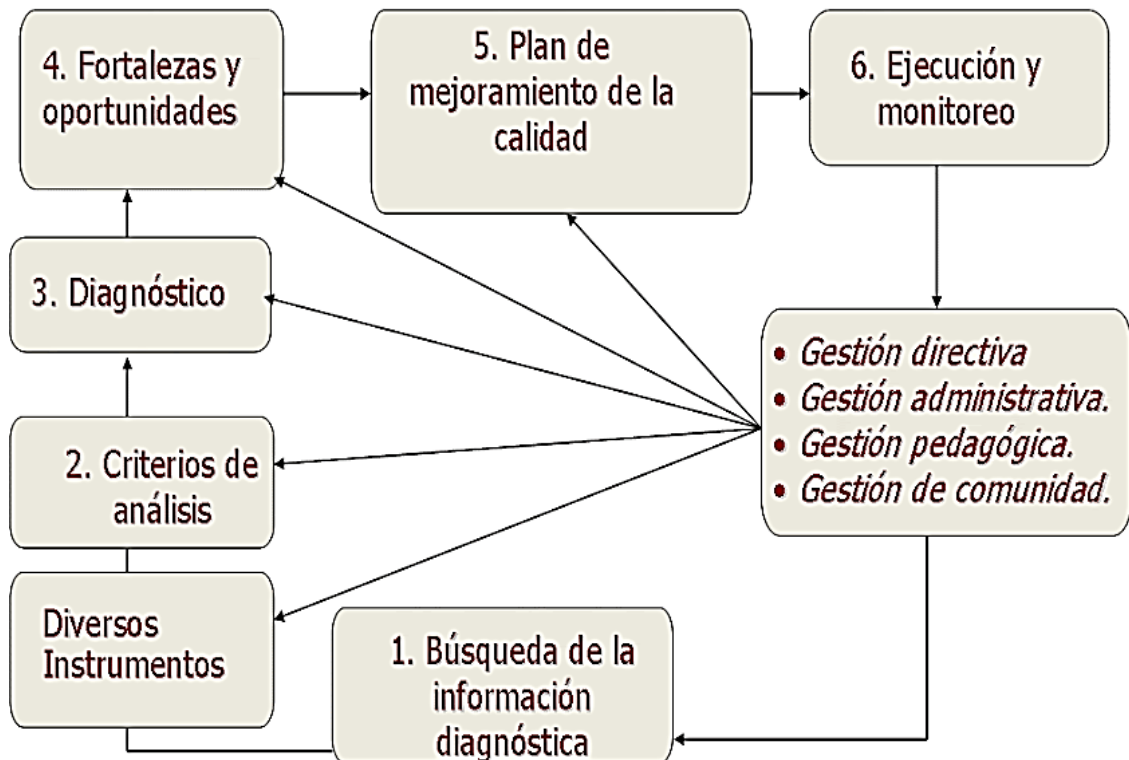 4. Fortalezas y
oportunidades
5. Plan de
mejoramiento de la
calidad
6. Ejecución y
monitoreo
3. Diagnóstico
• Gestión directiva
• Gestión administrativa.
• Gestión pedagógica.
• Gestión de comunidad.
2. Criterios de
análisis
Diversos
Instrumentos
1. Búsqueda de la
información
diagnóstica